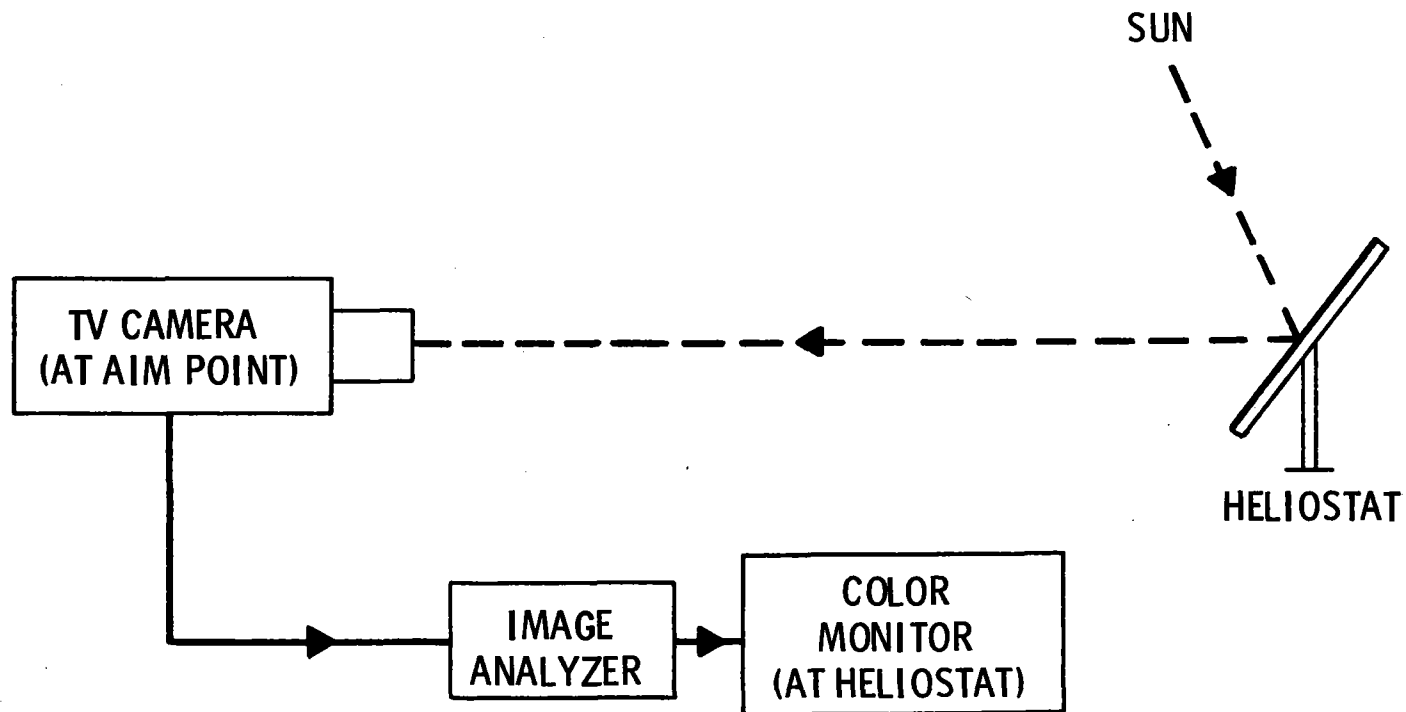 SUN
TV CAMERA
(AT AIM POINT)
HELIOSTAT
IMAGE
ANALYZER
COLOR
MONITOR
(AT HELIOSTAT)